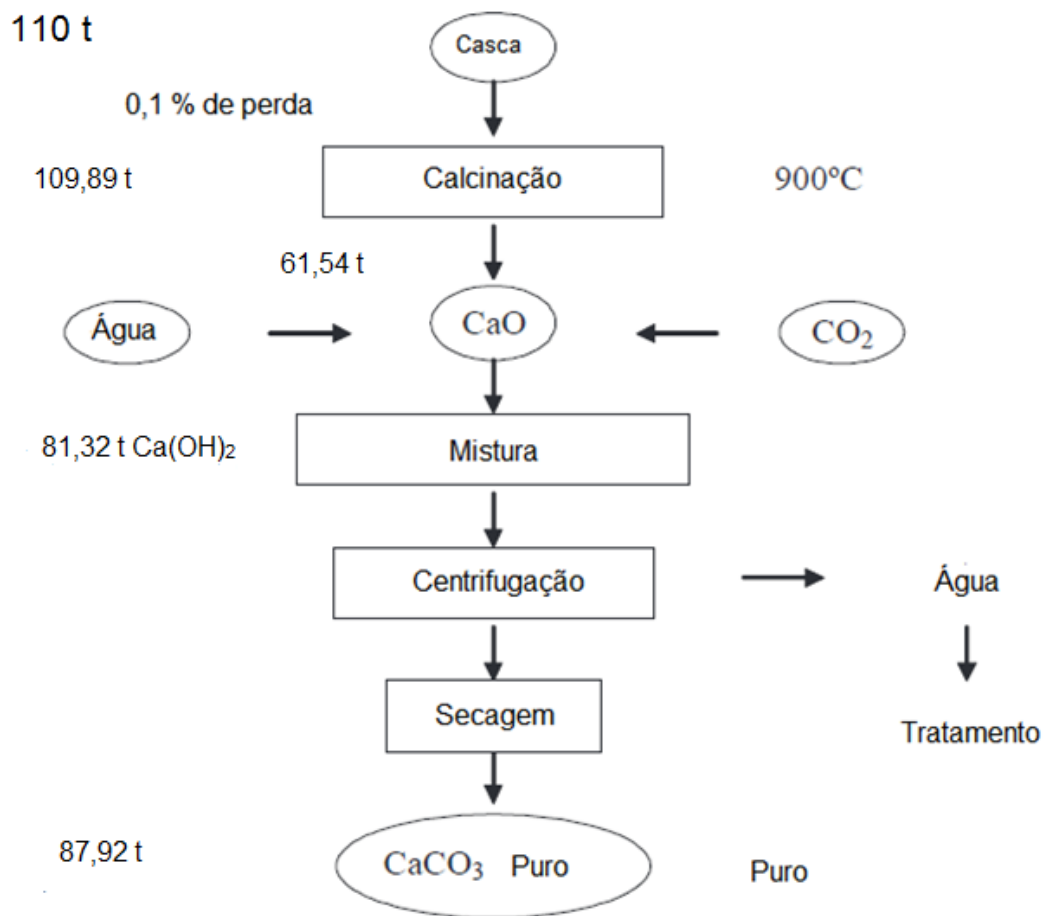 110 t
Casca
0,1 % de perda
109,89 t
Calcinação
900ºC
61,54 t
Água
CaO
CO₂
81,32 t Ca(OH)₂
Mistura
Centrifugação
Água
Secagem
Tratamento
87,92 t
CaCO₃ Puro
Puro